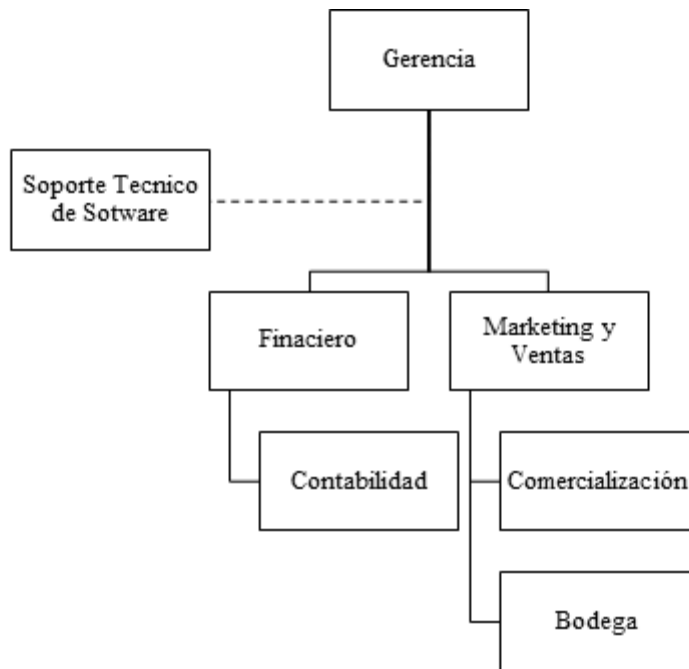 Gerencia
Soporte Tecnico
de Sotware
Finaciero
Marketing y
Ventas
Contabilidad
Comercialización
Bodega